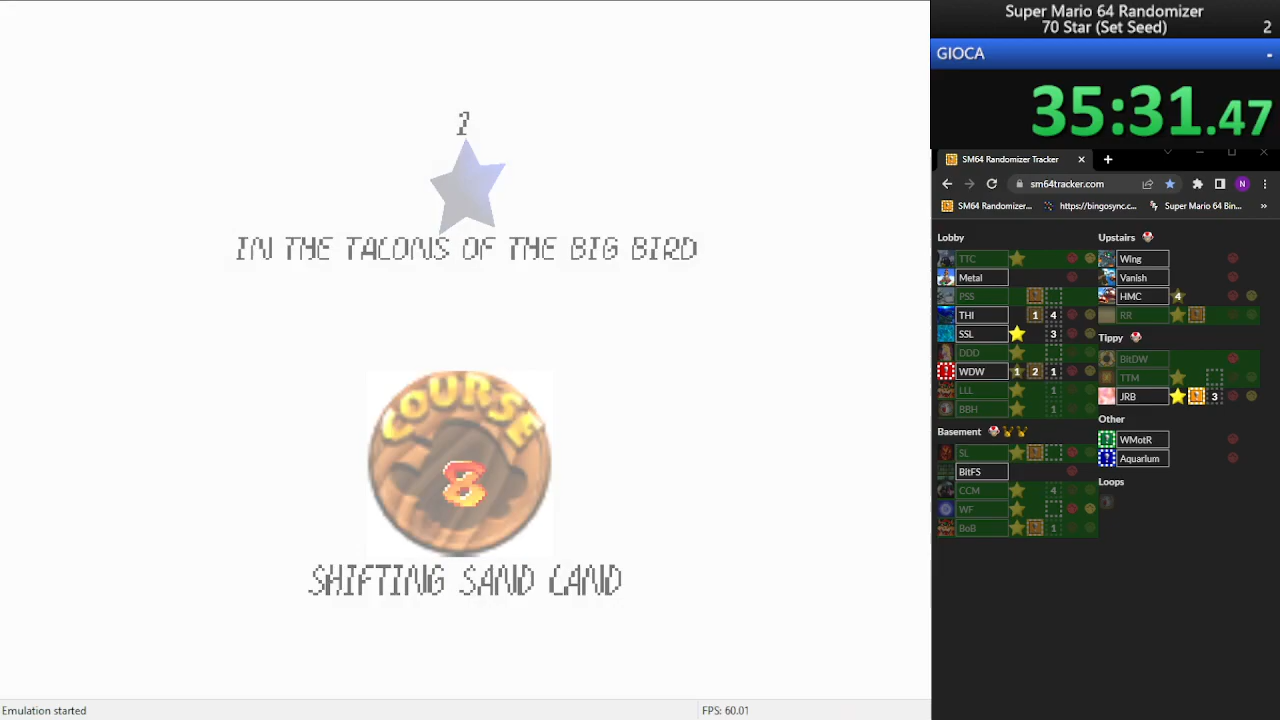 Super Mario 64 Randomizer
70 Star (Set Seed)
2
GIOCA
-
35:31.47
SM64 Randomizer Tracker
sm64tracker.com
N
SM64 Randomizer...
https://bingosync.c...
Super Mario 64 Bin...
»
Lobby
TTC
Metal
PSS
THI 1 4
SSL 3
DDD
WDW 1 2 1
LLL 1
BBH 1
Basement
SL
BitFS
CCM 4
WF
BoB 1
Upstairs
Wing
Vanish
HMC 4
RR
Tippy
BitDW
TTM
JRB 3
Other
? WMotR
? Aquarium
Loops
1
IN THE TALONS OF THE BIG BIRD
COURSE
8
SHIFTING SAND LAND
Emulation started
FPS: 60.01